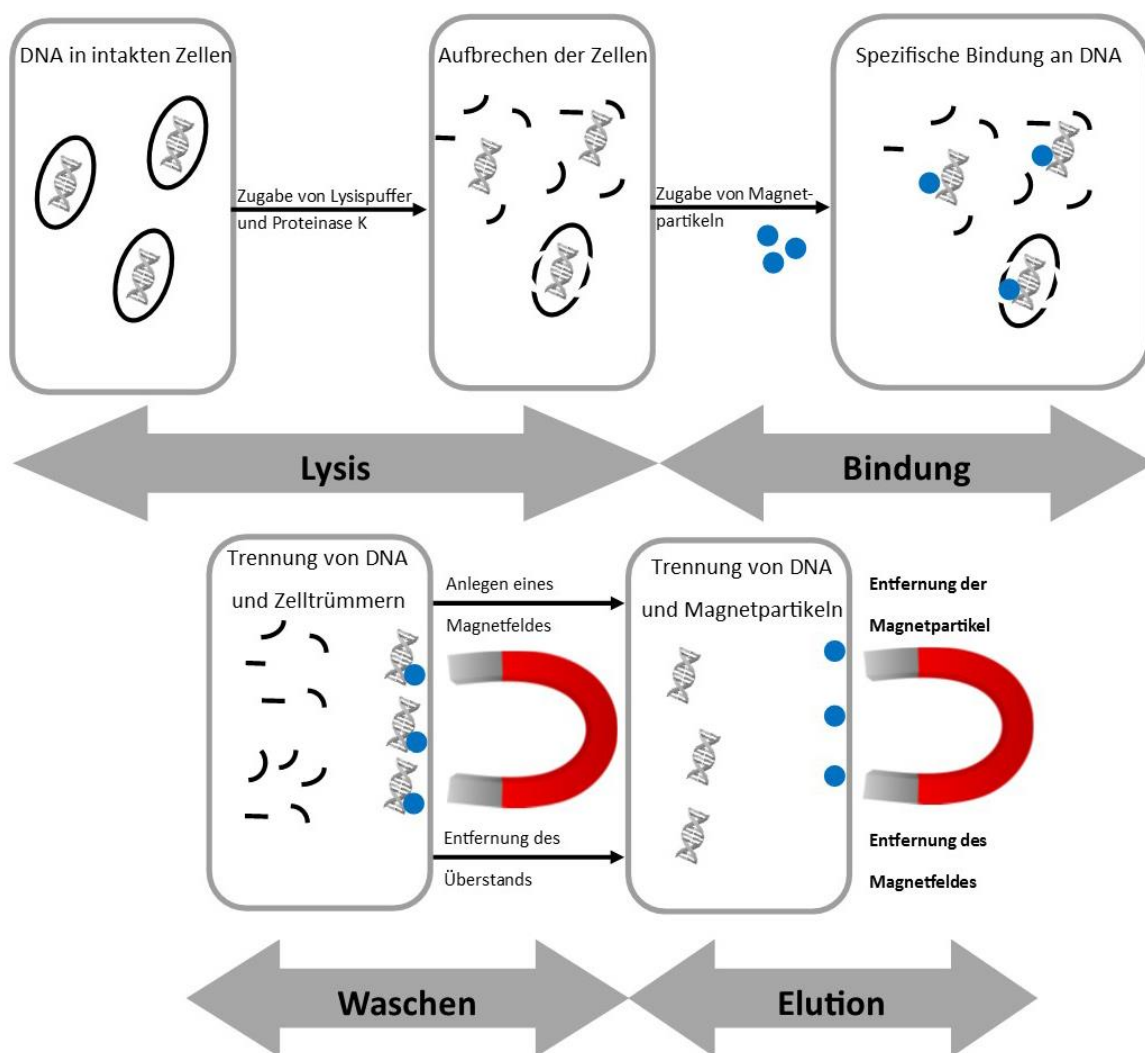 DNA in intakten Zellen
Zugabe von Lysispuffer
und Proteinase K
Aufbrechen der Zellen
Zugabe von Magnet-
partikeln
Spezifische Bindung an DNA
Lysis
Bindung
Trennung von DNA
und Zelltrümmern
Anlegen eines
Magnetfeldes
Entfernung des
Überstands
Trennung von DNA
und Magnetpartikeln
Entfernung der
Magnetpartikel
Entfernung des
Magnetfeldes
Waschen
Elution